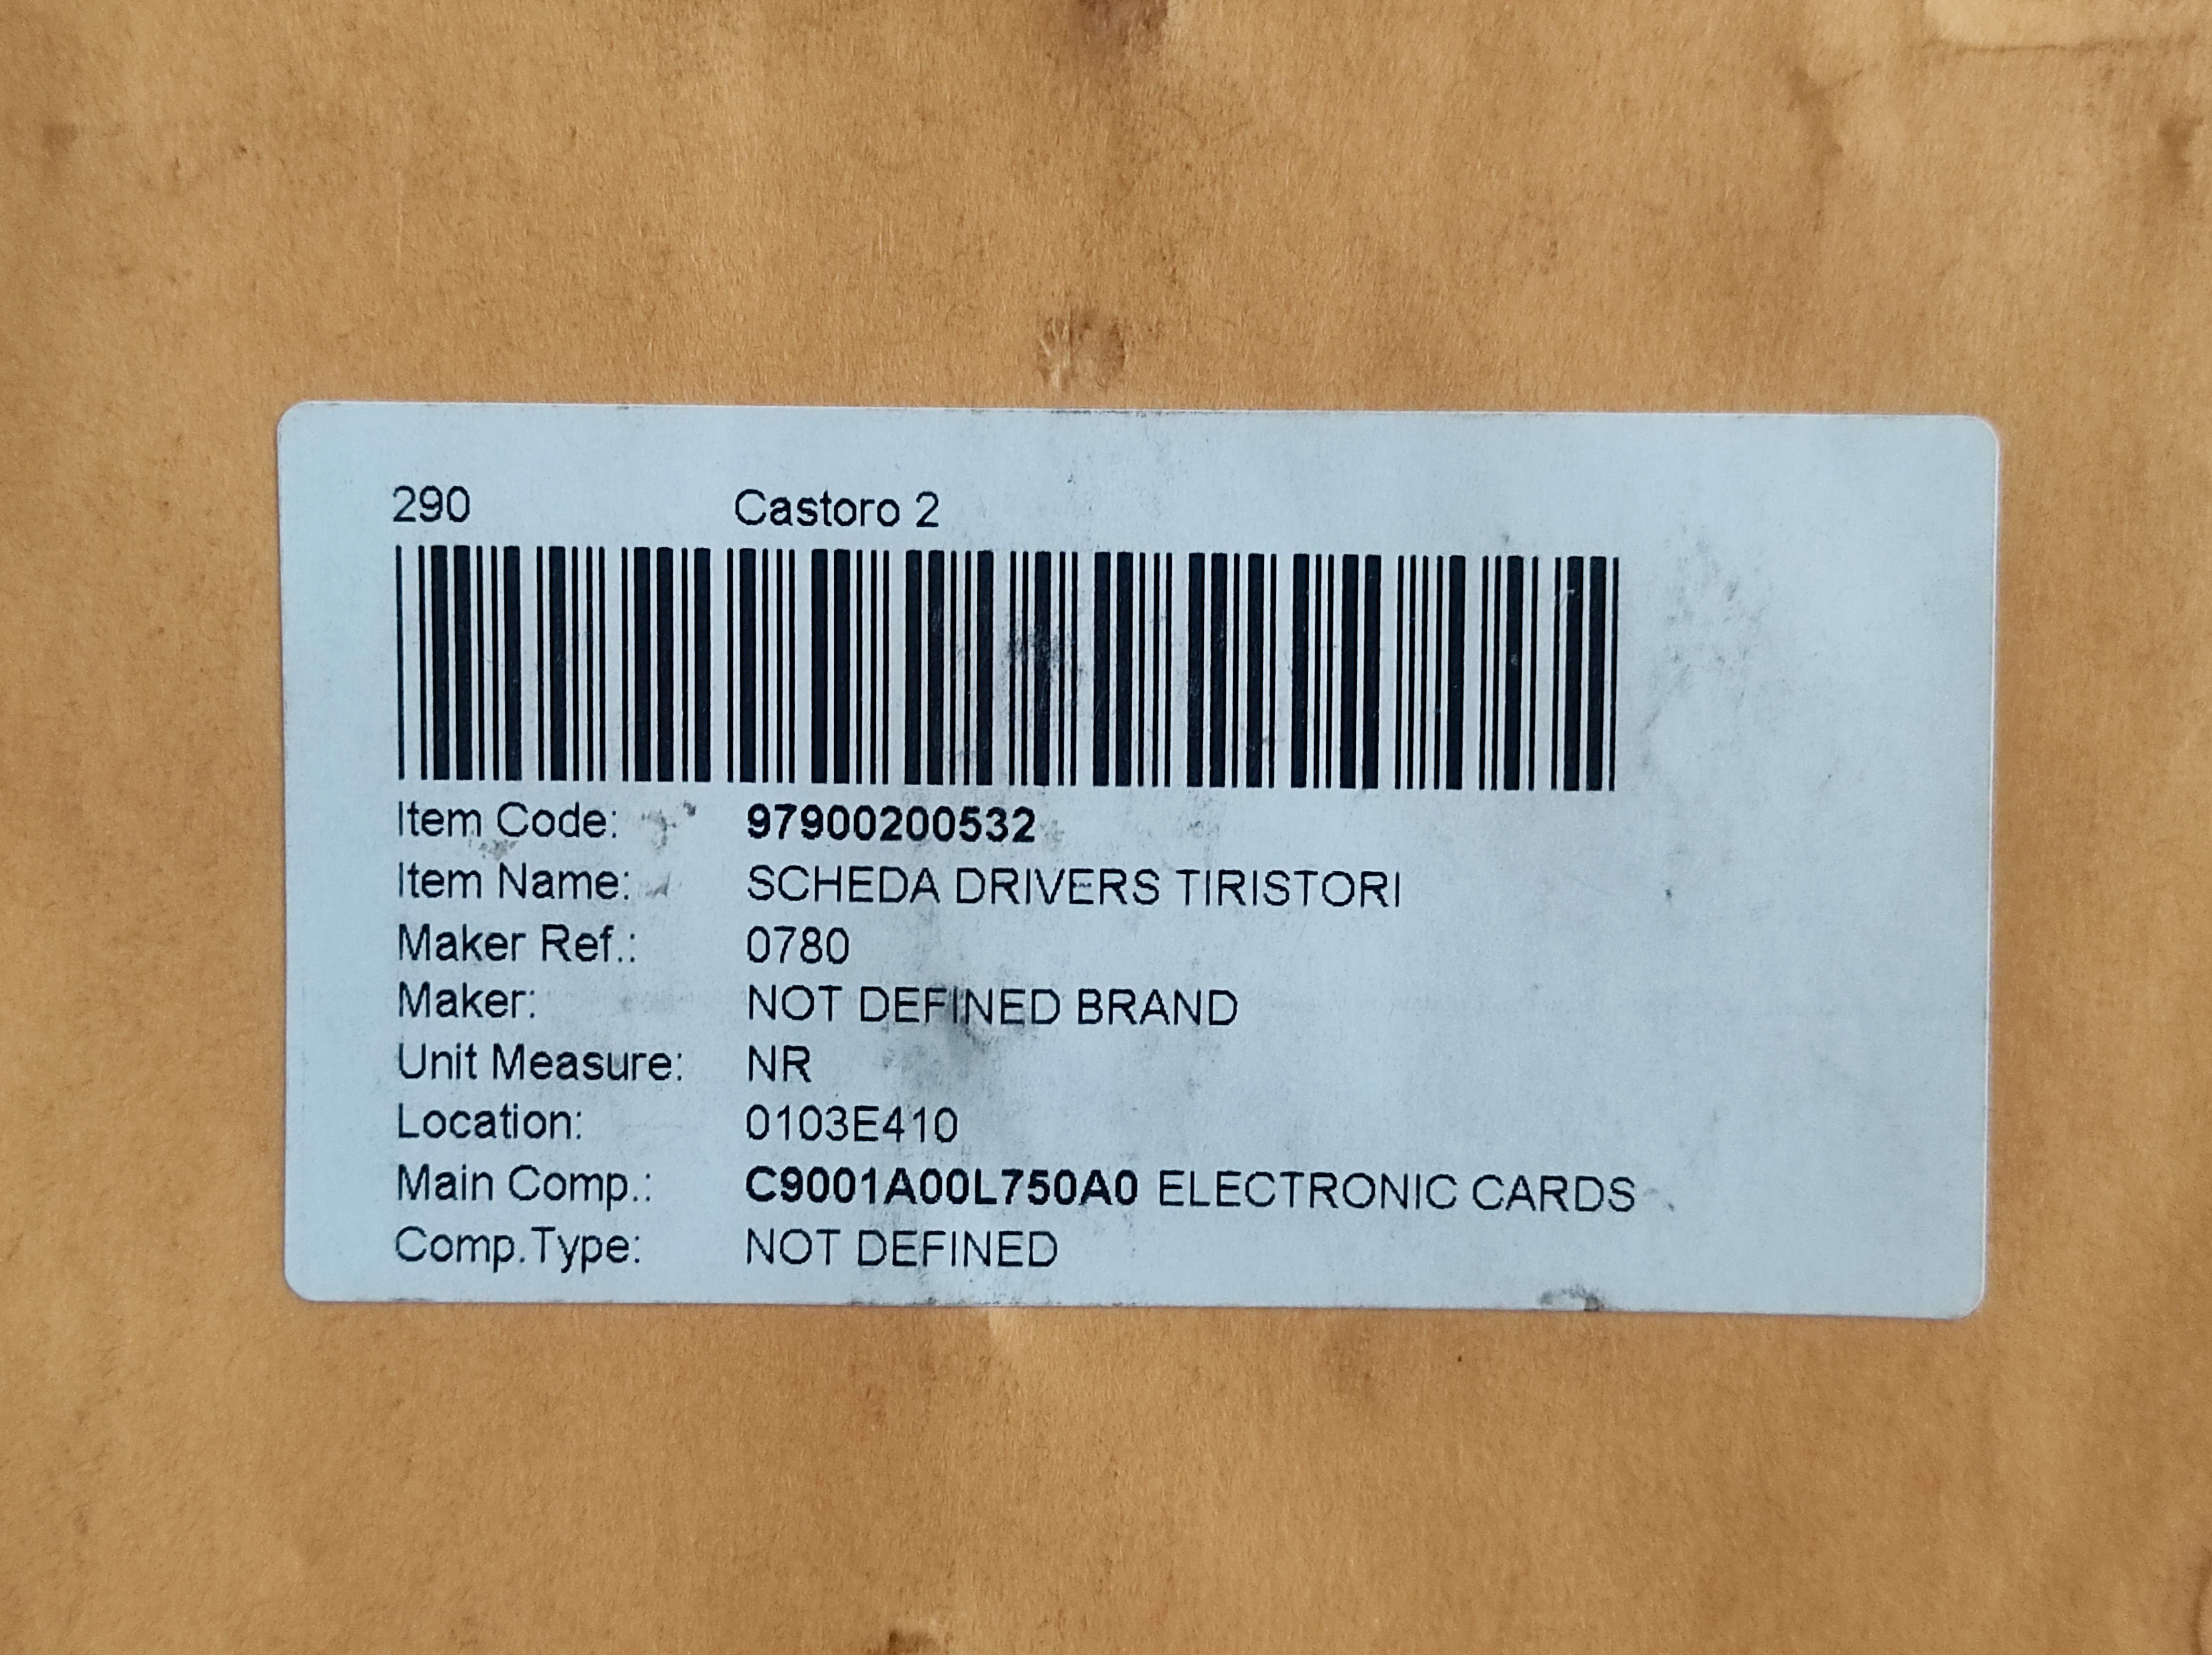 290 Castoro 2
Item Code: 97900200532
Item Name: SCHEDA DRIVERS TIRISTORI
Maker Ref.: 0780
Maker: NOT DEFINED BRAND
Unit Measure: NR
Location: 0103E410
Main Comp.: C9001A00L750A0 ELECTRONIC CARDS
Comp.Type: NOT DEFINED